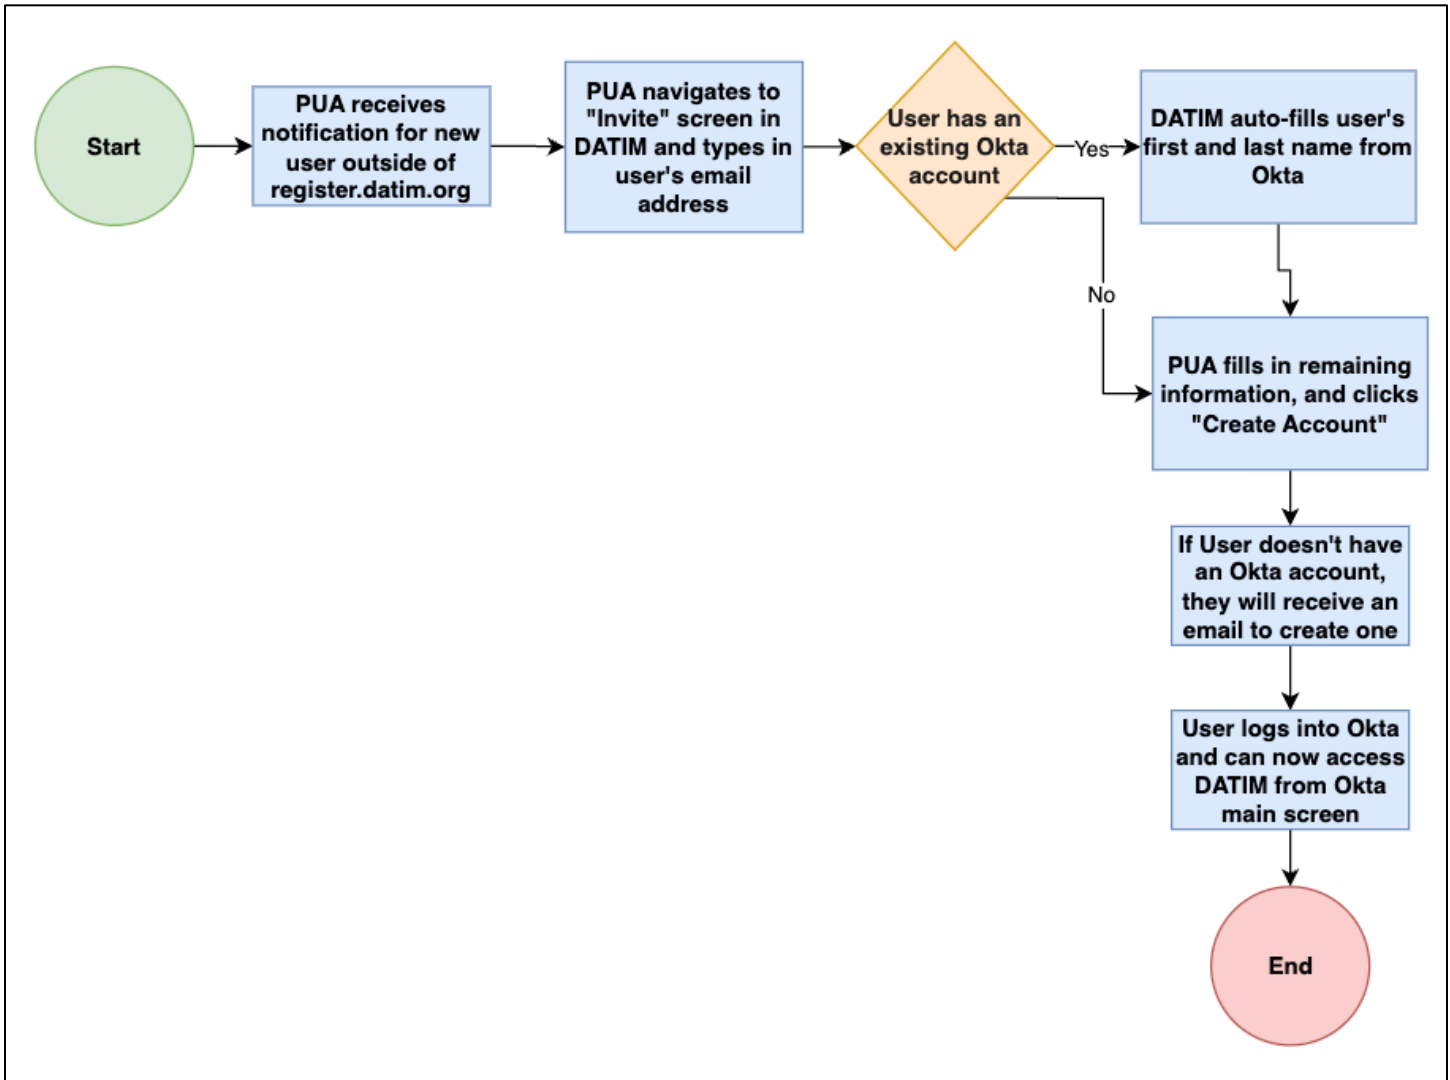 Start
PUA receives
notification for new
user outside of
register.datim.org
PUA navigates to
"Invite" screen in
DATIM and types in
user's email
address
User has an
existing Okta
account
Yes
DATIM auto-fills user's
first and last name from
Okta
No
PUA fills in remaining
information, and clicks
"Create Account"
If User doesn't have
an Okta account,
they will receive an
email to create one
User logs into Okta
and can now access
DATIM from Okta
main screen
End